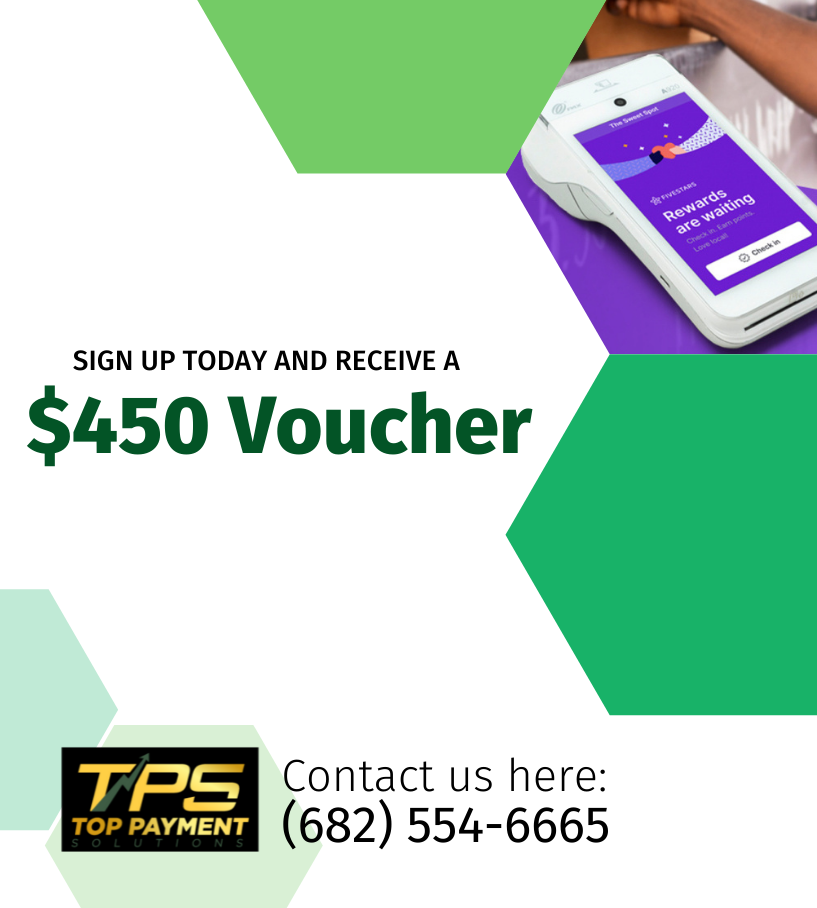 A920
The Sweet Spot
FIVESTARS
Rewards
are waiting
Check in. Earn points.
Love local!
Check in
SIGN UP TODAY AND RECEIVE A
$450 Voucher
TPS
TOP PAYMENT
SOLUTIONS
Contact us here:
(682) 554-6665